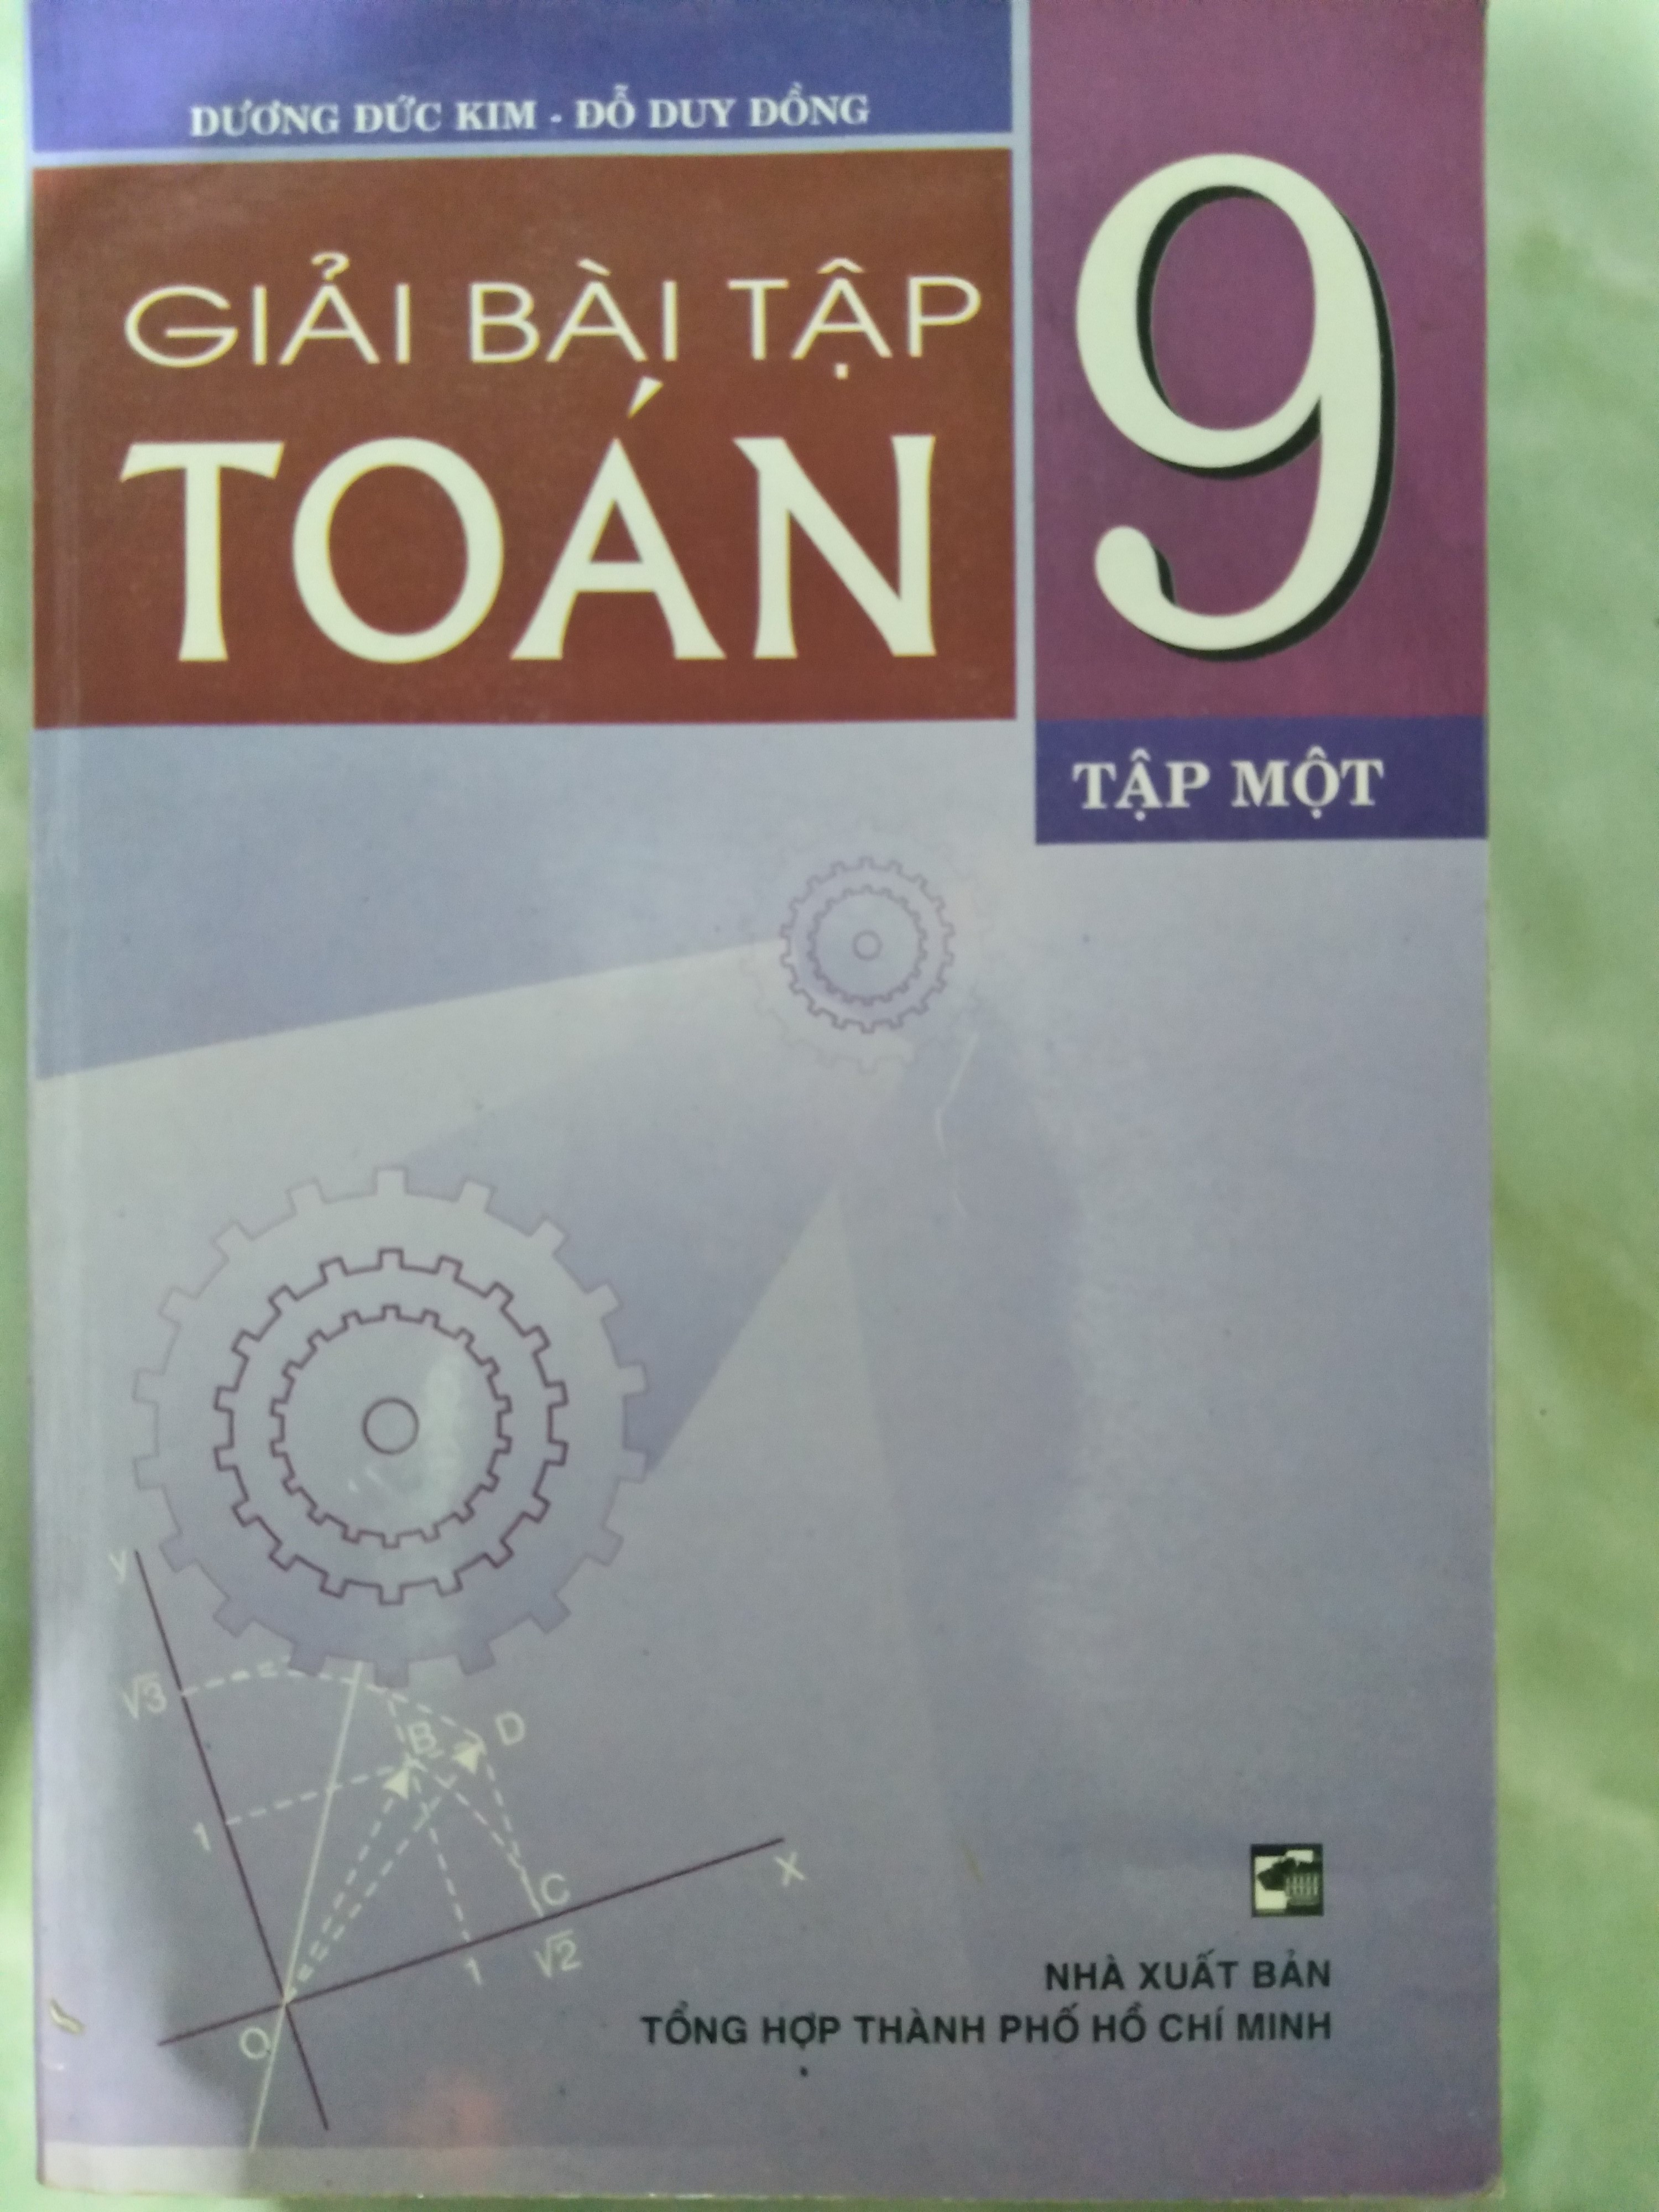 DƯƠNG ĐỨC KIM - ĐỖ DUY ĐỒNG
GIẢI BÀI TẬP
TOÁN
9
TẬP MỘT
y
√3
B
D
1
C
x
1
√2
O
NHÀ XUẤT BẢN
TỔNG HỢP THÀNH PHỐ HỒ CHÍ MINH